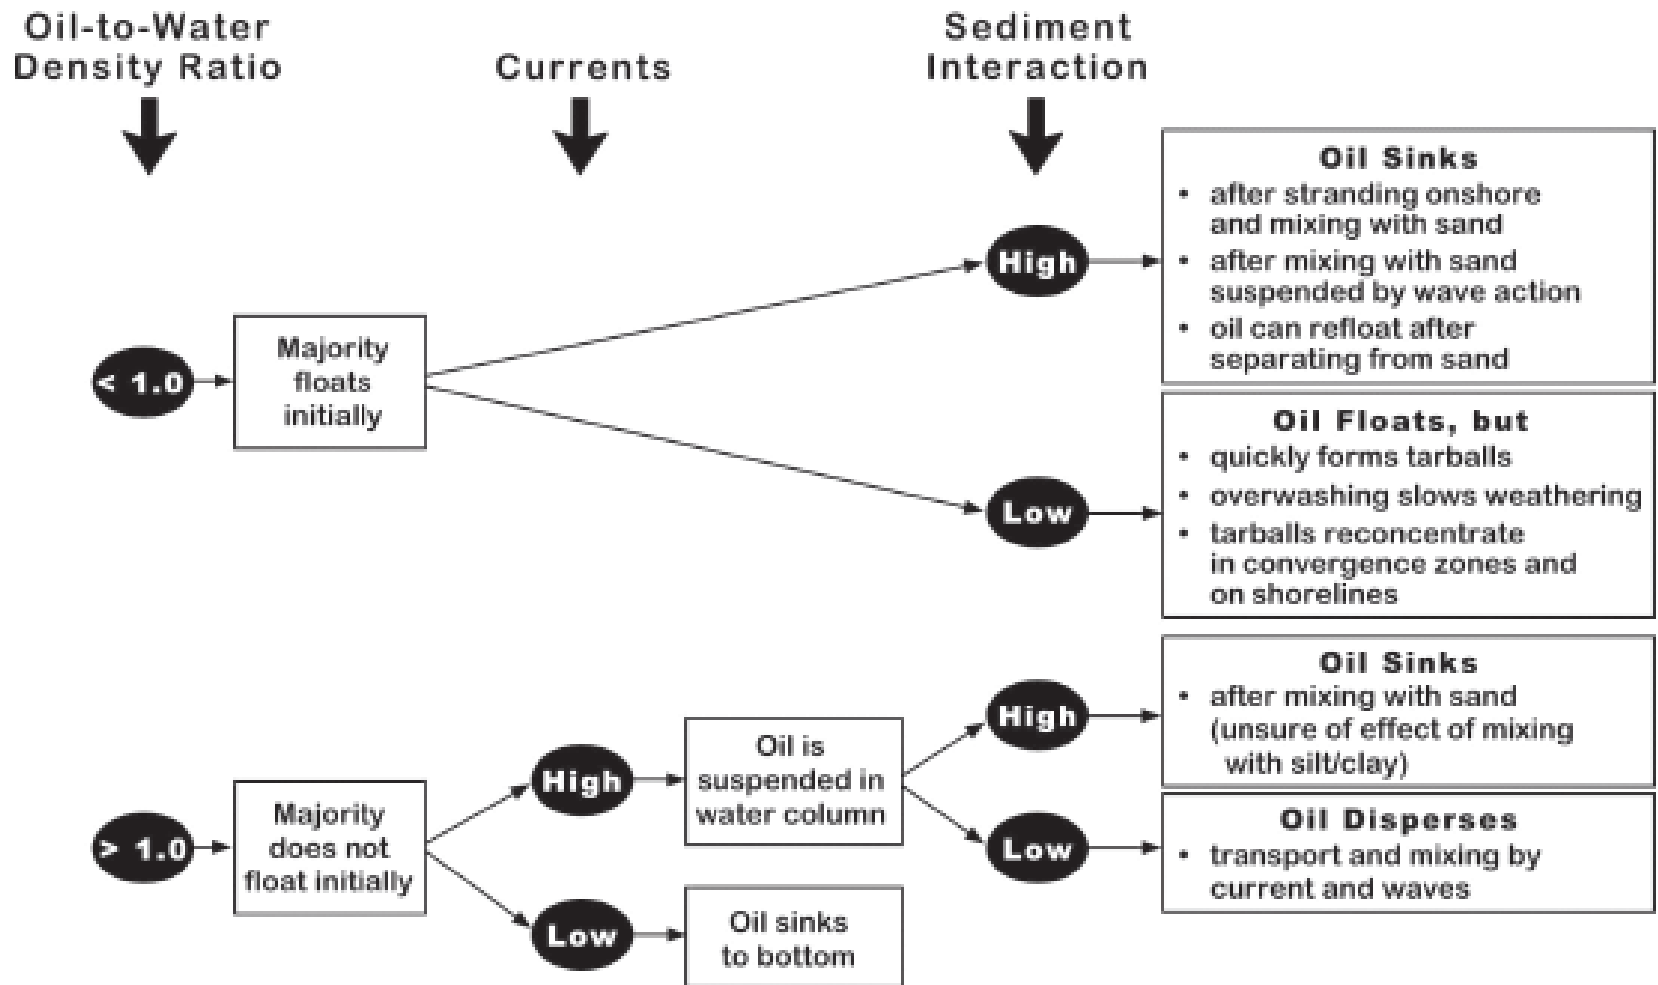 Oil-to-Water
Density Ratio
Currents
Sediment
Interaction
< 1.0
Majority
floats
initially
High
Oil Sinks
• after stranding onshore
and mixing with sand
• after mixing with sand
suspended by wave action
• oil can refloat after
separating from sand
Low
Oil Floats, but
• quickly forms tarballs
• overwashing slows weathering
• tarballs reconcentrate
in convergence zones and
on shorelines
> 1.0
Majority
does not
float initially
High
Oil is
suspended in
water column
High
Oil Sinks
• after mixing with sand
(unsure of effect of mixing
with silt/clay)
Low
Oil Disperses
• transport and mixing by
current and waves
Low
Oil sinks
to bottom